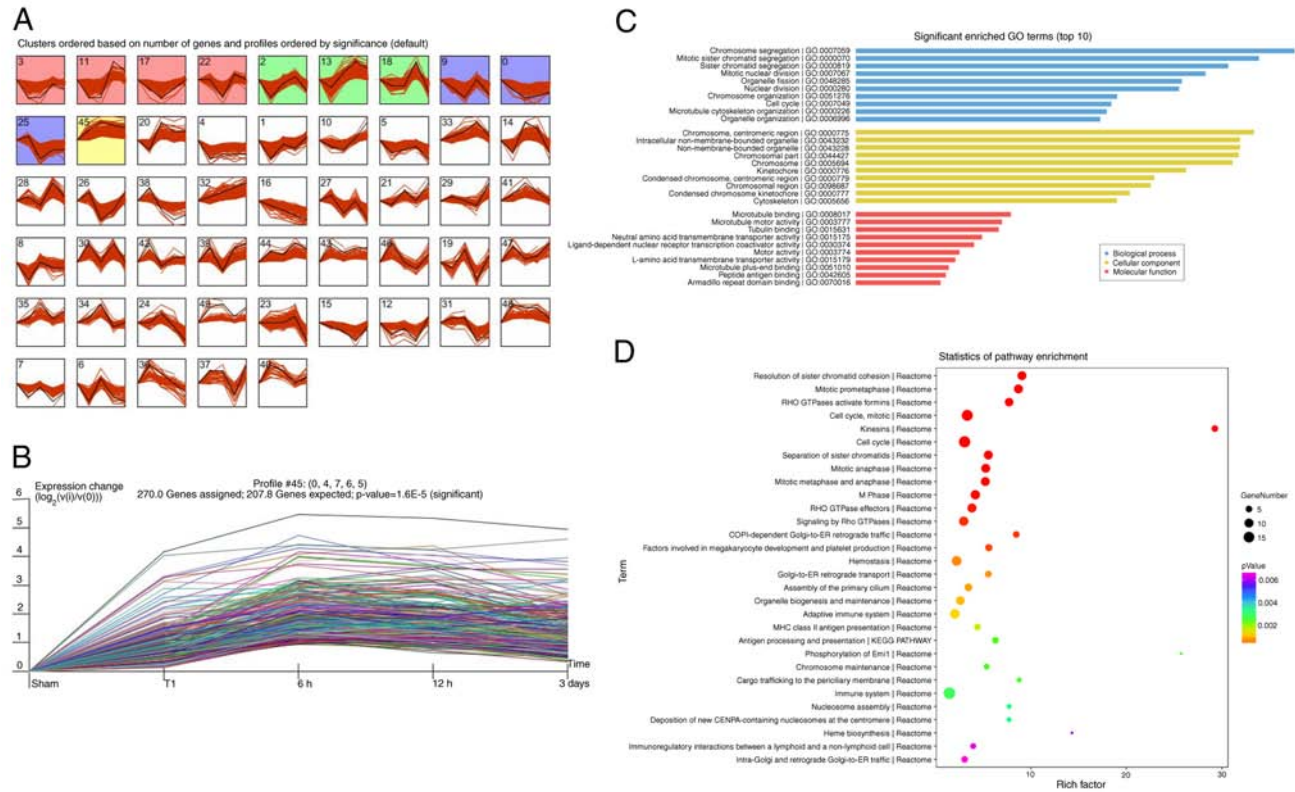 A
Clusters ordered based on number of genes and profiles ordered by significance (default)
3 11 17 22 2 13 18 9 0
25 45 20 4 1 10 5 33 14
28 26 38 32 16 27 21 29 41
8 30 42 38 44 43 46 19 47
35 34 24 49 23 15 12 31 48
7 6 36 37 40
B
Expression change
(log2(v(i)/v(0)))
Profile #45: (0, 4, 7, 6, 5)
270.0 Genes assigned; 207.8 Genes expected; p-value=1.6E-5 (significant)
6
5
4
3
2
1
0
Time
Sham T1 6 h 12 h 3 days
C
Significant enriched GO terms (top 10)
Chromosome segregation | GO:0007059
Mitotic sister chromatid segregation | GO:0000070
Sister chromatid segregation | GO:0000819
Mitotic nuclear division | GO:0007067
Organelle fission | GO:0048285
Nuclear division | GO:0000280
Chromosome organization | GO:0051276
Cell cycle | GO:0007049
Microtubule cytoskeleton organization | GO:0000226
Organelle organization | GO:0006996
Chromosome, centromeric region | GO:0000775
Intracellular non-membrane-bounded organelle | GO:0043232
Non-membrane-bounded organelle | GO:0043228
Chromosomal part | GO:0044427
Chromosome | GO:0005694
Kinetochore | GO:0000776
Condensed chromosome, centromeric region | GO:0000779
Chromosomal region | GO:0098687
Condensed chromosome kinetochore | GO:0000777
Cytoskeleton | GO:0005656
Microtubule binding | GO:0008017
Microtubule motor activity | GO:0003777
Tubulin binding | GO:0015631
Neutral amino acid transmembrane transporter activity | GO:0015175
Ligand-dependent nuclear receptor transcription coactivator activity | GO:0030374
Motor activity | GO:0003774
L-amino acid transmembrane transporter activity | GO:0015179
Microtubule plus-end binding | GO:0051010
Peptide antigen binding | GO:0042605
Armadillo repeat domain binding | GO:0070016
Biological process
Cellular component
Molecular function
D
Statistics of pathway enrichment
Term
Resolution of sister chromatid cohesion | Reactome
Mitotic prometaphase | Reactome
RHO GTPases activate formins | Reactome
Cell cycle, mitotic | Reactome
Kinesins | Reactome
Cell cycle | Reactome
Separation of sister chromatids | Reactome
Mitotic anaphase | Reactome
Mitotic metaphase and anaphase | Reactome
M Phase | Reactome
RHO GTPase effectors | Reactome
Signaling by Rho GTPases | Reactome
COPI-dependent Golgi-to-ER retrograde traffic | Reactome
Factors involved in megakaryocyte development and platelet production | Reactome
Hemostasis | Reactome
Golgi-to-ER retrograde transport | Reactome
Assembly of the primary cilium | Reactome
Organelle biogenesis and maintenance | Reactome
Adaptive immune system | Reactome
MHC class II antigen presentation | Reactome
Antigen processing and presentation | KEGG PATHWAY
Phosphorylation of Emi1 | Reactome
Chromosome maintenance | Reactome
Cargo trafficking to the periciliary membrane | Reactome
Immune system | Reactome
Nucleosome assembly | Reactome
Deposition of new CENPA-containing nucleosomes at the centromere | Reactome
Heme biosynthesis | Reactome
Immunoregulatory interactions between a lymphoid and a non-lymphoid cell | Reactome
Intra-Golgi and retrograde Golgi-to-ER traffic | Reactome
10 20 30
Rich factor
GeneNumber
5
10
15
pValue
0.006
0.004
0.002